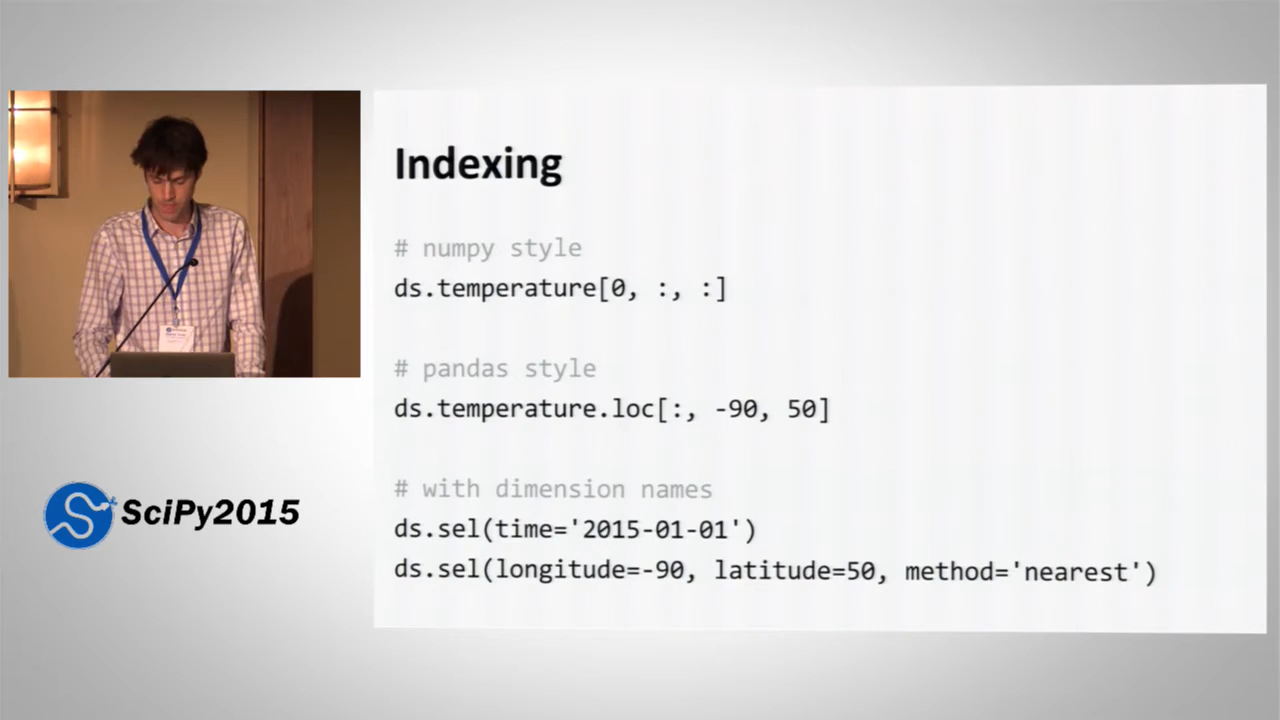 Indexing
# numpy style
ds.temperature[0, :, :]
# pandas style
ds.temperature.loc[:, -90, 50]
# with dimension names
ds.sel(time='2015-01-01')
ds.sel(longitude=-90, latitude=50, method='nearest')
SciPy2015